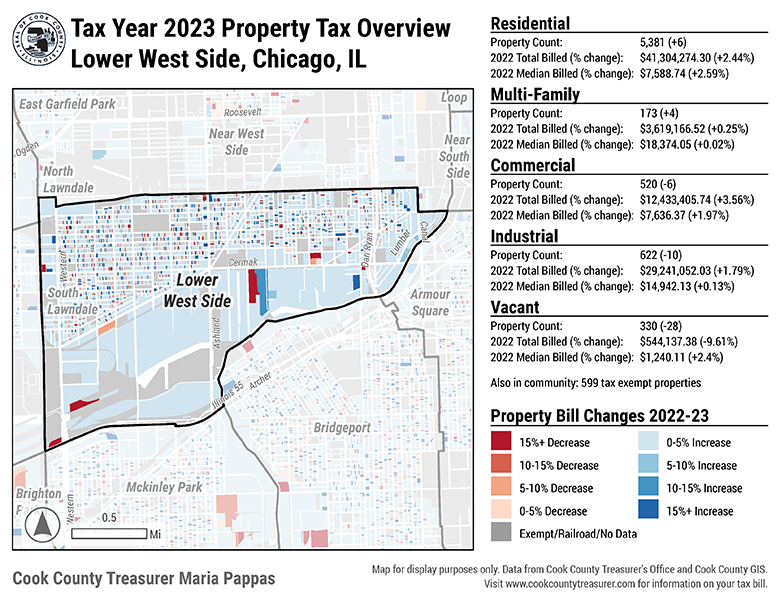 Tax Year 2023 Property Tax Overview
Lower West Side, Chicago, IL
East Garfield Park
Loop
Roosevelt
Near West
Side
Ogden
Near
South
Side
North
Lawndale
Western
Cermak
Dan Ryan
Lumber
Canal
Lower
West Side
South
Lawndale
Ashland
Armour
Square
Illinois 55
Archer
Bridgeport
McKinley Park
Brighton
Western
0.5
Mi
Residential
Property Count: 5,381 (+6)
2022 Total Billed (% change): $41,304,274.30 (+2.44%)
2022 Median Billed (% change): $7,588.74 (+2.59%)
Multi-Family
Property Count: 173 (+4)
2022 Total Billed (% change): $3,619,166.52 (+0.25%)
2022 Median Billed (% change): $18,374.05 (+0.02%)
Commercial
Property Count: 520 (-6)
2022 Total Billed (% change): $12,433,405.74 (+3.56%)
2022 Median Billed (% change): $7,636.37 (+1.97%)
Industrial
Property Count: 622 (-10)
2022 Total Billed (% change): $29,241,052.03 (+1.79%)
2022 Median Billed (% change): $14,942.13 (+0.13%)
Vacant
Property Count: 330 (-28)
2022 Total Billed (% change): $544,137.38 (-9.61%)
2022 Median Billed (% change): $1,240.11 (+2.4%)
Also in community: 599 tax exempt properties
Property Bill Changes 2022-23
15%+ Decrease
10-15% Decrease
5-10% Decrease
0-5% Decrease
Exempt/Railroad/No Data
0-5% Increase
5-10% Increase
10-15% Increase
15%+ Increase
Cook County Treasurer Maria Pappas
Map for display purposes only. Data from Cook County Treasurer's Office and Cook County GIS.
Visit www.cookcountytreasurer.com for information on your tax bill.